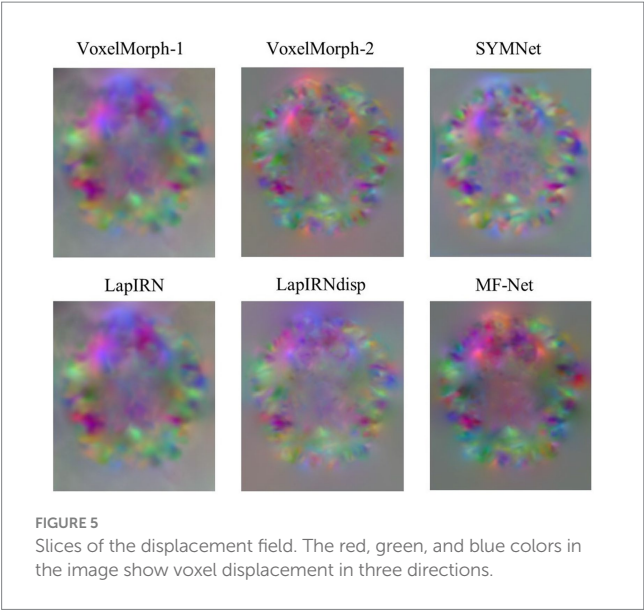 VoxelMorph-1 VoxelMorph-2 SYMNet
LapIRN LapIRNdisp MF-Net
FIGURE 5
Slices of the displacement field. The red, green, and blue colors in
the image show voxel displacement in three directions.